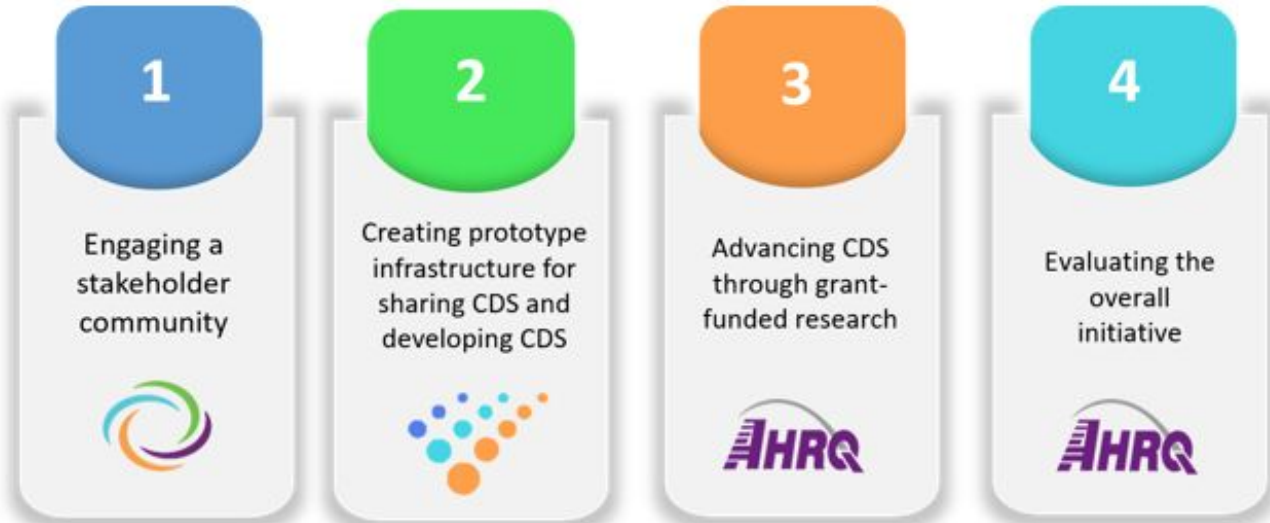 1
Engaging a
stakeholder
community
2
Creating prototype
infrastructure for
sharing CDS and
developing CDS
3
Advancing CDS
through grant-
funded research
AHRQ
4
Evaluating the
overall
initiative
AHRQ